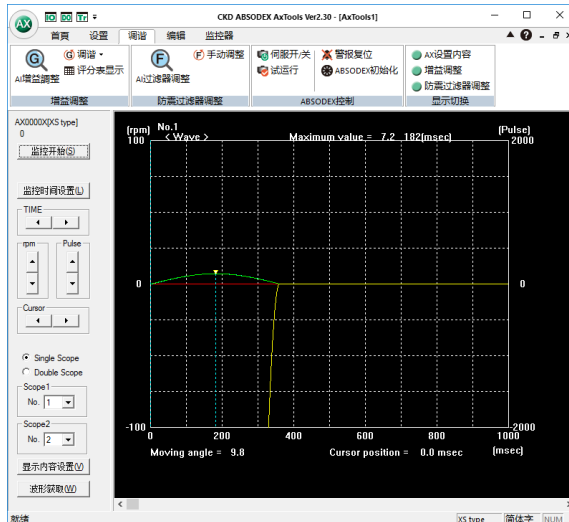 CKD ABSODEX AxTools Ver2.30 - [AxTools1]
AX
IO
DD
Tr
首頁 设置 调谐 编辑 监控器
G
AI增益調整
G 调谐
评分表显示
增益调整
F
AI过滤器调整
F 手动调整
防震过滤器调整
伺服开/关
试运行
警报复位
ABSODEX初始化
ABSODEX控制
AX设置内容
增益调整
防震过滤器调整
显示切换
AX0000X[XS type]
0
监控开始(S)
监控时间设置(L)
TIME
rpm
Pulse
Cursor
Single Scope
Double Scope
Scope1
No. 1
Scope2
No. 2
显示内容设置(V)
波形获取(W)
[rpm] No.1 [Pulse]
100 < Wave > Maximum value = 7.2 182[msec] 2000
0 0
-100 -2000
0 200 400 600 800 1000
Moving angle = 9.8 Cursor position = 0.0 msec [msec]
就绪 XS type 简体字 NUM